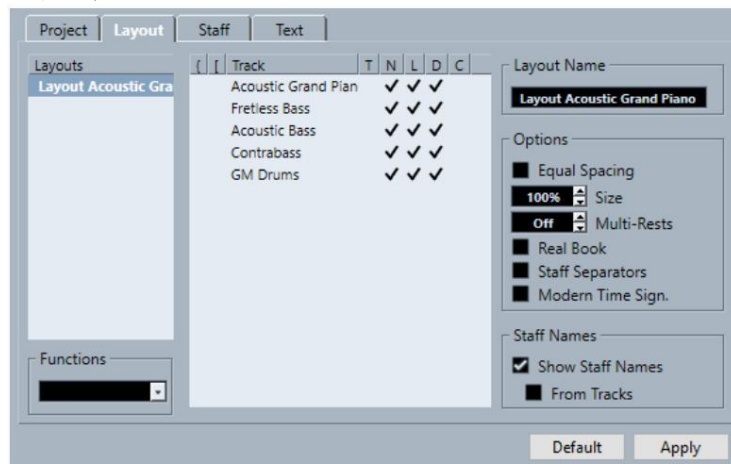 Project Layout Staff Text
Layouts
Layout Acoustic Gra
{ [ Track T N L D C
Acoustic Grand Pian
Fretless Bass
Acoustic Bass
Contrabass
GM Drums
Functions
Layout Name
Layout Acoustic Grand Piano
Options
Equal Spacing
100% Size
Off Multi-Rests
Real Book
Staff Separators
Modern Time Sign.
Staff Names
Show Staff Names
From Tracks
Default Apply